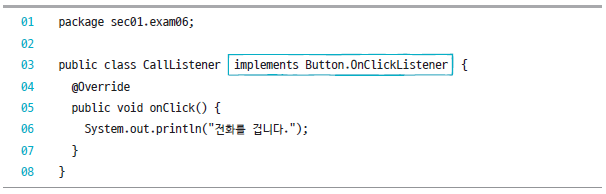 01 package sec01.exam06;
02
03 public class CallListener implements Button.OnClickListener {
04 @Override
05 public void onClick() {
06 System.out.println("전화를 겁니다.");
07 }
08 }